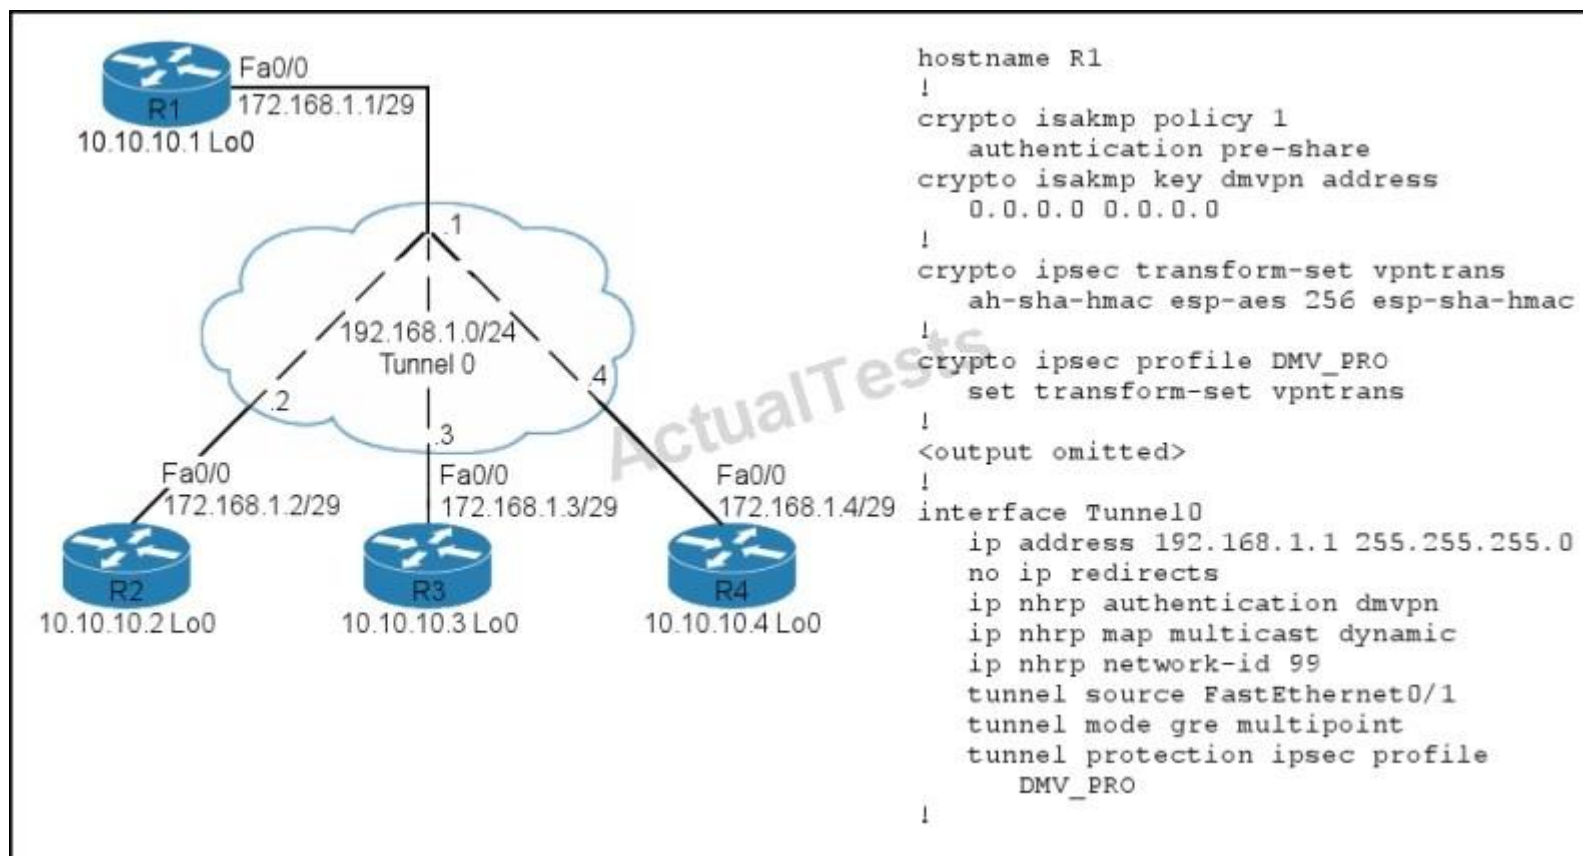 Fa0/0
172.168.1.1/29
R1
10.10.10.1 Lo0
.1
192.168.1.0/24
Tunnel 0
.2
.3
.4
Fa0/0
172.168.1.2/29
R2
10.10.10.2 Lo0
Fa0/0
172.168.1.3/29
R3
10.10.10.3 Lo0
Fa0/0
172.168.1.4/29
R4
10.10.10.4 Lo0
ActualTests
hostname R1
!
crypto isakmp policy 1
authentication pre-share
crypto isakmp key dmvpn address
0.0.0.0 0.0.0.0
!
crypto ipsec transform-set vpntrans
ah-sha-hmac esp-aes 256 esp-sha-hmac
!
crypto ipsec profile DMV_PRO
set transform-set vpntrans
!
<output omitted>
!
interface Tunnel0
ip address 192.168.1.1 255.255.255.0
no ip redirects
ip nhrp authentication dmvpn
ip nhrp map multicast dynamic
ip nhrp network-id 99
tunnel source FastEthernet0/1
tunnel mode gre multipoint
tunnel protection ipsec profile
DMV_PRO
!